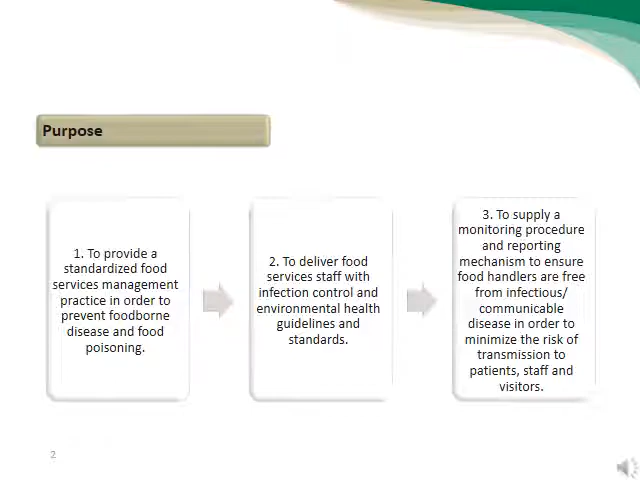 Purpose
1. To provide a
standardized food
services management
practice in order to
prevent foodborne
disease and food
poisoning.
2. To deliver food
services staff with
infection control and
environmental health
guidelines and
standards.
3. To supply a
monitoring procedure
and reporting
mechanism to ensure
food handlers are free
from infectious/
communicable
disease in order to
minimize the risk of
transmission to
patients, staff and
visitors.
2